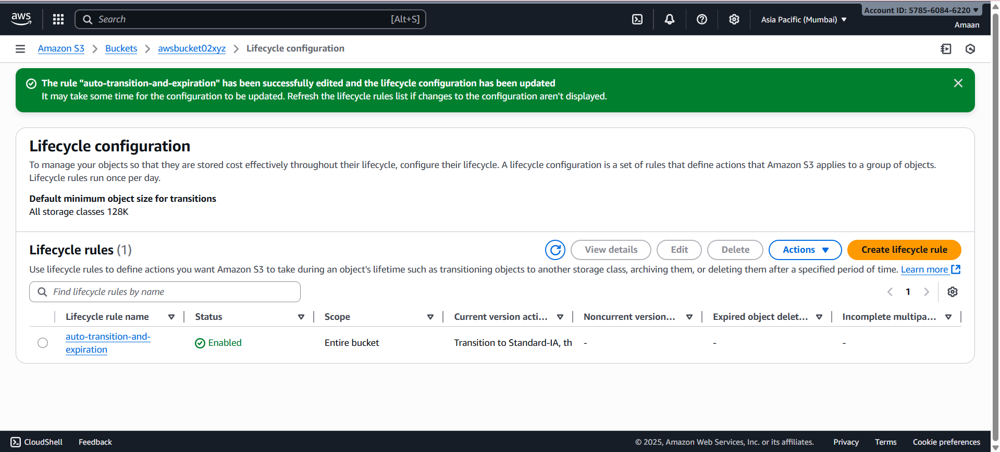 aws
Search [Alt+S]
Asia Pacific (Mumbai)
Account ID: 5785-6084-6220
Amaan
Amazon S3 > Buckets > awsbucket02xyz > Lifecycle configuration
The rule "auto-transition-and-expiration" has been successfully edited and the lifecycle configuration has been updated
It may take some time for the configuration to be updated. Refresh the lifecycle rules list if changes to the configuration aren't displayed.
Lifecycle configuration
To manage your objects so that they are stored cost effectively throughout their lifecycle, configure their lifecycle. A lifecycle configuration is a set of rules that define actions that Amazon S3 applies to a group of objects.
Lifecycle rules run once per day.
Default minimum object size for transitions
All storage classes 128K
Lifecycle rules (1)
View details
Edit
Delete
Actions
Create lifecycle rule
Use lifecycle rules to define actions you want Amazon S3 to take during an object's lifetime such as transitioning objects to another storage class, archiving them, or deleting them after a specified period of time. Learn more
Find lifecycle rules by name
< 1 >
Lifecycle rule name Status Scope Current version acti... Noncurrent version... Expired object delet... Incomplete multipa...
auto-transition-and-
expiration
Enabled Entire bucket Transition to Standard-IA, th - - -
CloudShell Feedback © 2025, Amazon Web Services, Inc. or its affiliates. Privacy Terms Cookie preferences